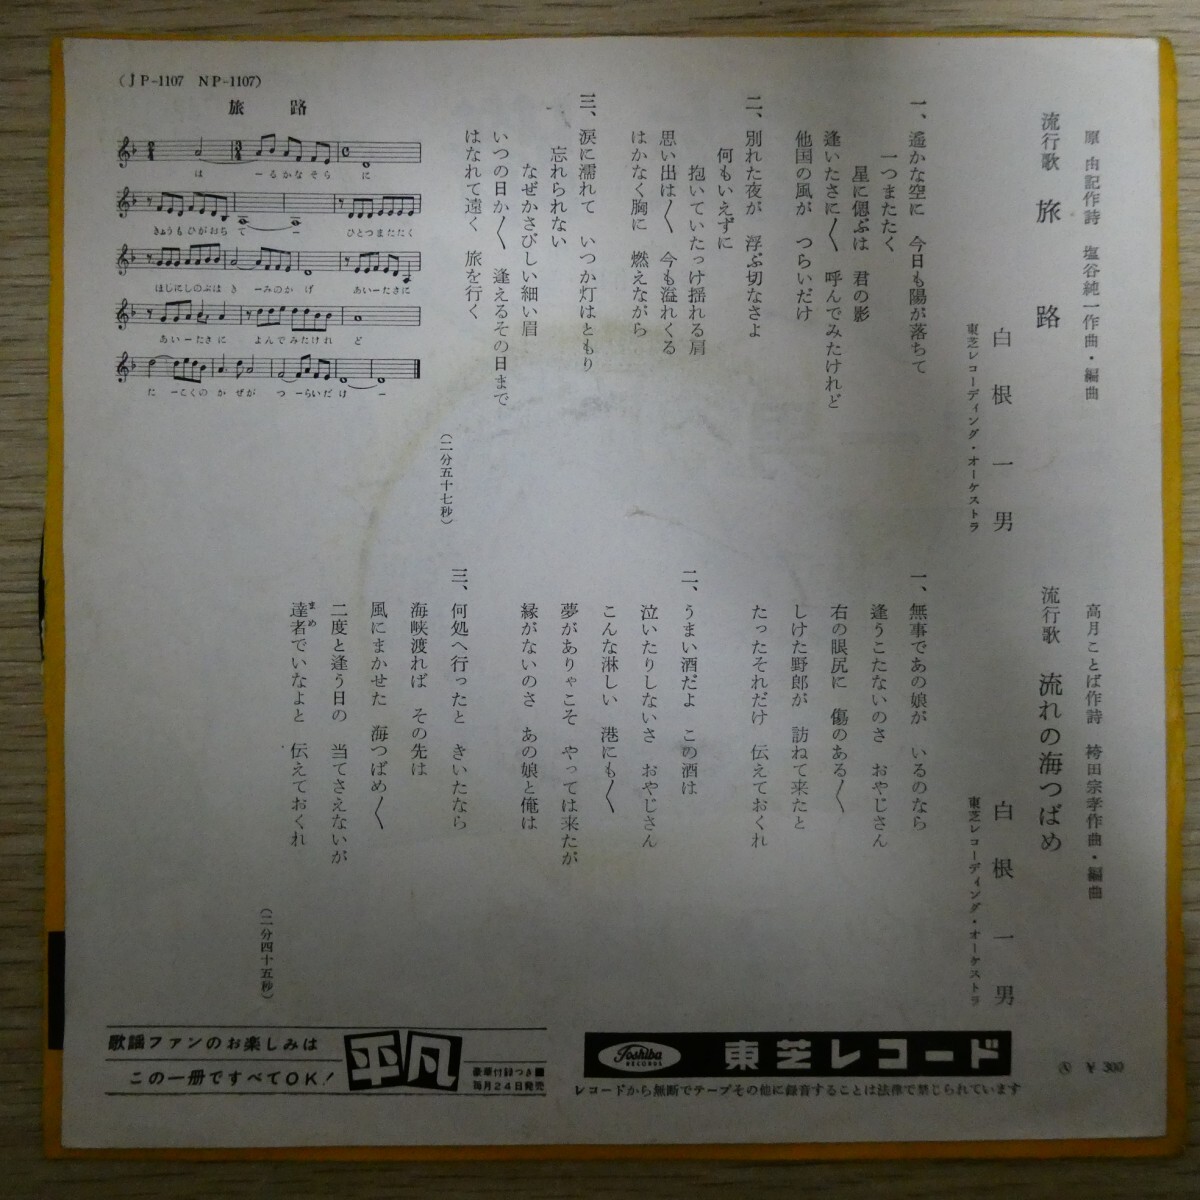 (JP-1107 NP-1107)
旅路
は ー るかなそら に
きょうもひがおちて ー ひとつまたたく
ほしにしのぶは き ーみのか げ あいーたさに
あいーたさに よんでみたけれ ど
た ーこくの か ぜが つ ーらいだ け ー
原由記作詩 塩谷純一作曲・編曲
流行歌 旅路
白根一男
東芝レコーディング・オーケストラ
一、遥かな空に 今日も陽が落ちて
一つまたたく
星に偲ぶは 君の影
逢いたさに〱 呼んでみたけれど
他国の風が つらいだけ
二、別れた夜が 浮ぶ切なさよ
何もいえずに
抱いていたっけ揺れる肩
思い出は〱 今も溢れくる
はかなく胸に 燃えながら
三、涙に濡れて いつか灯はともり
忘れられない
なぜかさびしい細い眉
いつの日か〱 逢えるその日まで
はなれて遠く 旅を行く
(二分五十七秒)
高月ことば作詩 袴田宗孝作曲・編曲
流行歌 流れの海つばめ
白根一男
東芝レコーディング・オーケストラ
一、無事であの娘が いるのなら
逢うこたないのさ おやじさん
右の眼尻に 傷のある〱
しけた野郎が 訪ねて来たと
たったそれだけ 伝えておくれ
二、うまい酒だよ この酒は
泣いたりしないさ おやじさん
こんな淋しい 港にも〱
夢がありゃこそ やっては来たが
縁がないのさ あの娘と俺は
三、何処へ行ったと きいたなら
海峡渡れば その先は
風にまかせた 海つばめ〱
二度と逢う日の 当てさえないが
達者でいなよと 伝えておくれ
まめ
(二分四十五秒)
歌謡ファンのお楽しみは
この一冊ですべてOK!
平凡
豪華付録つき
毎月24日発売
Toshiba
RECORDS
東芝レコード
レコードから無断でテープその他に録音することは法律で禁じられています
Ⓐ ¥ 300